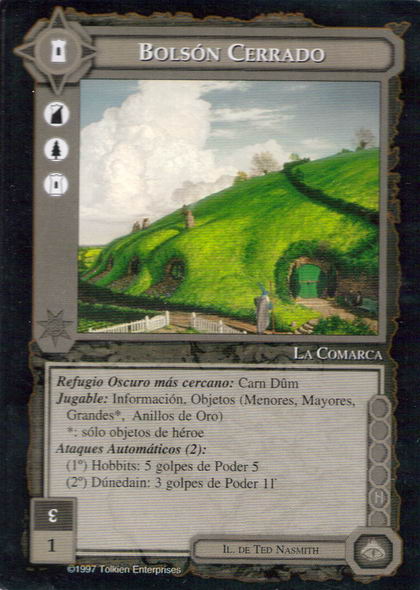 BOLSÓN CERRADO
LA COMARCA
Refugio Oscuro más cercano: Carn Dûm
Jugable: Información, Objetos (Menores, Mayores,
Grandes*, Anillos de Oro)
*: sólo objetos de héroe
Ataques Automáticos (2):
(1º) Hobbits: 5 golpes de Poder 5
(2º) Dúnedain: 3 golpes de Poder 11
3
1
H
IL. DE TED NASMITH
©1997 Tolkien Enterprises